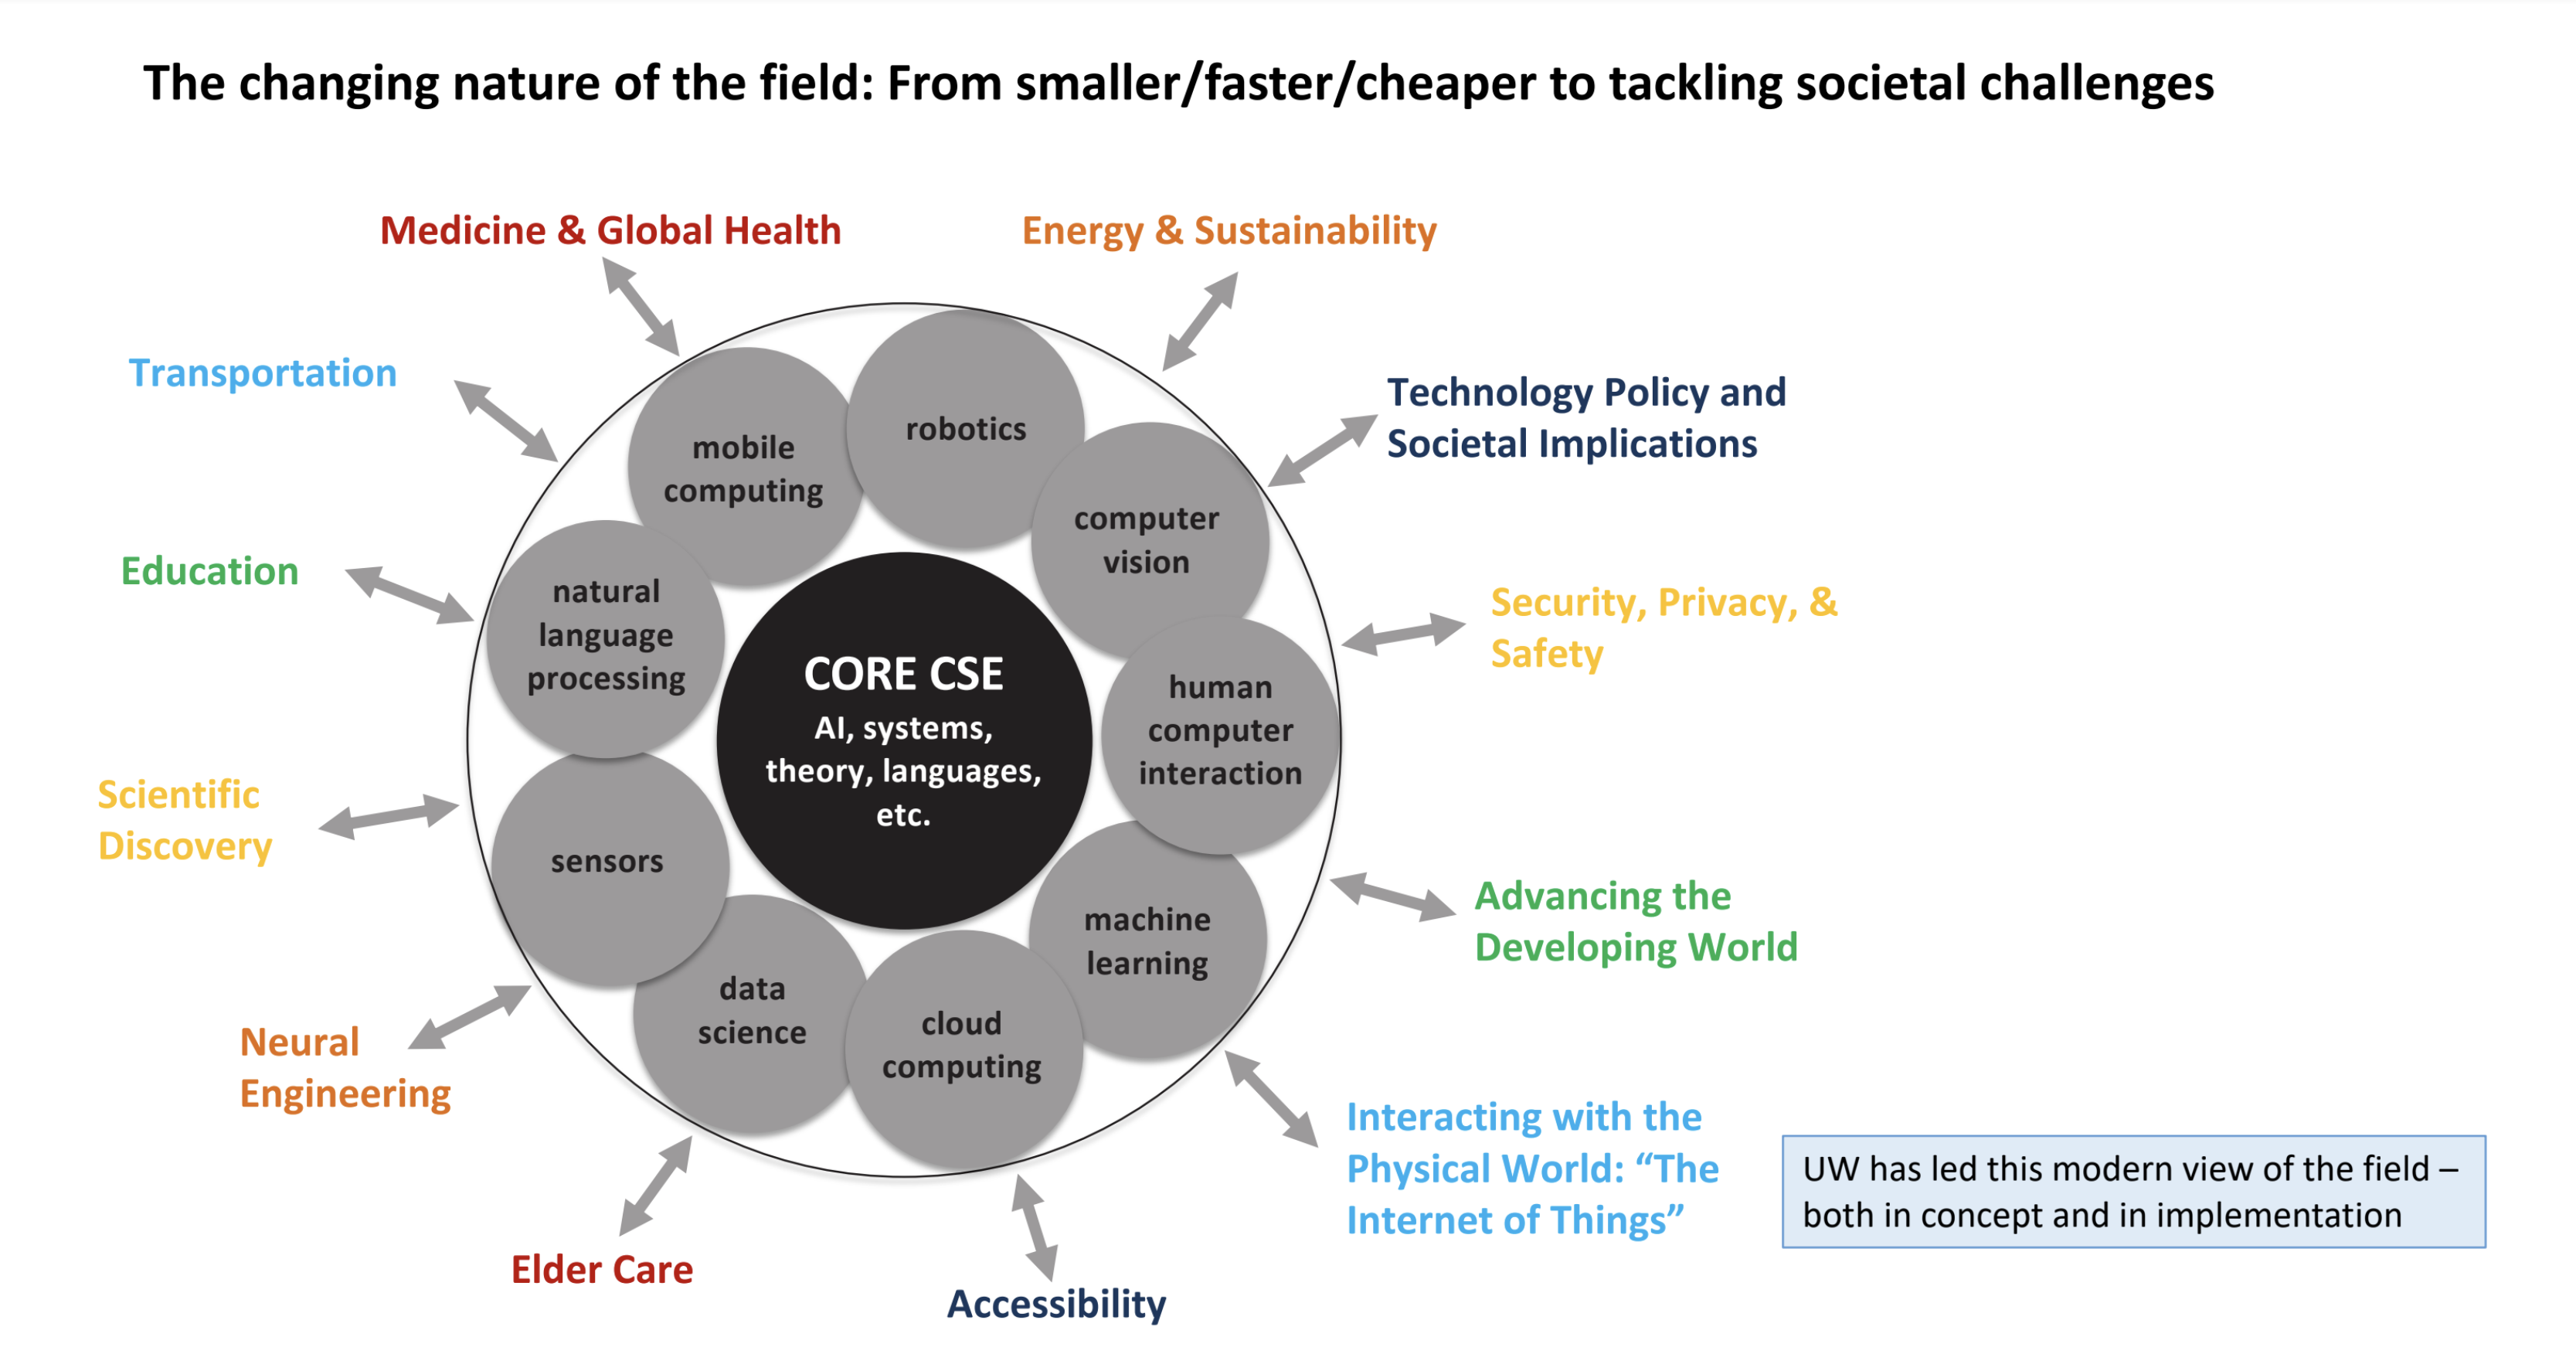 The changing nature of the field: From smaller/faster/cheaper to tackling societal challenges
Medicine & Global Health
Energy & Sustainability
Transportation
Technology Policy and
Societal Implications
Education
Security, Privacy, &
Safety
Scientific
Discovery
Advancing the
Developing World
Neural
Engineering
Interacting with the
Physical World: “The
Internet of Things”
Elder Care
Accessibility
robotics
mobile
computing
computer
vision
natural
language
processing
human
computer
interaction
CORE CSE
AI, systems,
theory, languages,
etc.
sensors
machine
learning
data
science
cloud
computing
UW has led this modern view of the field –
both in concept and in implementation